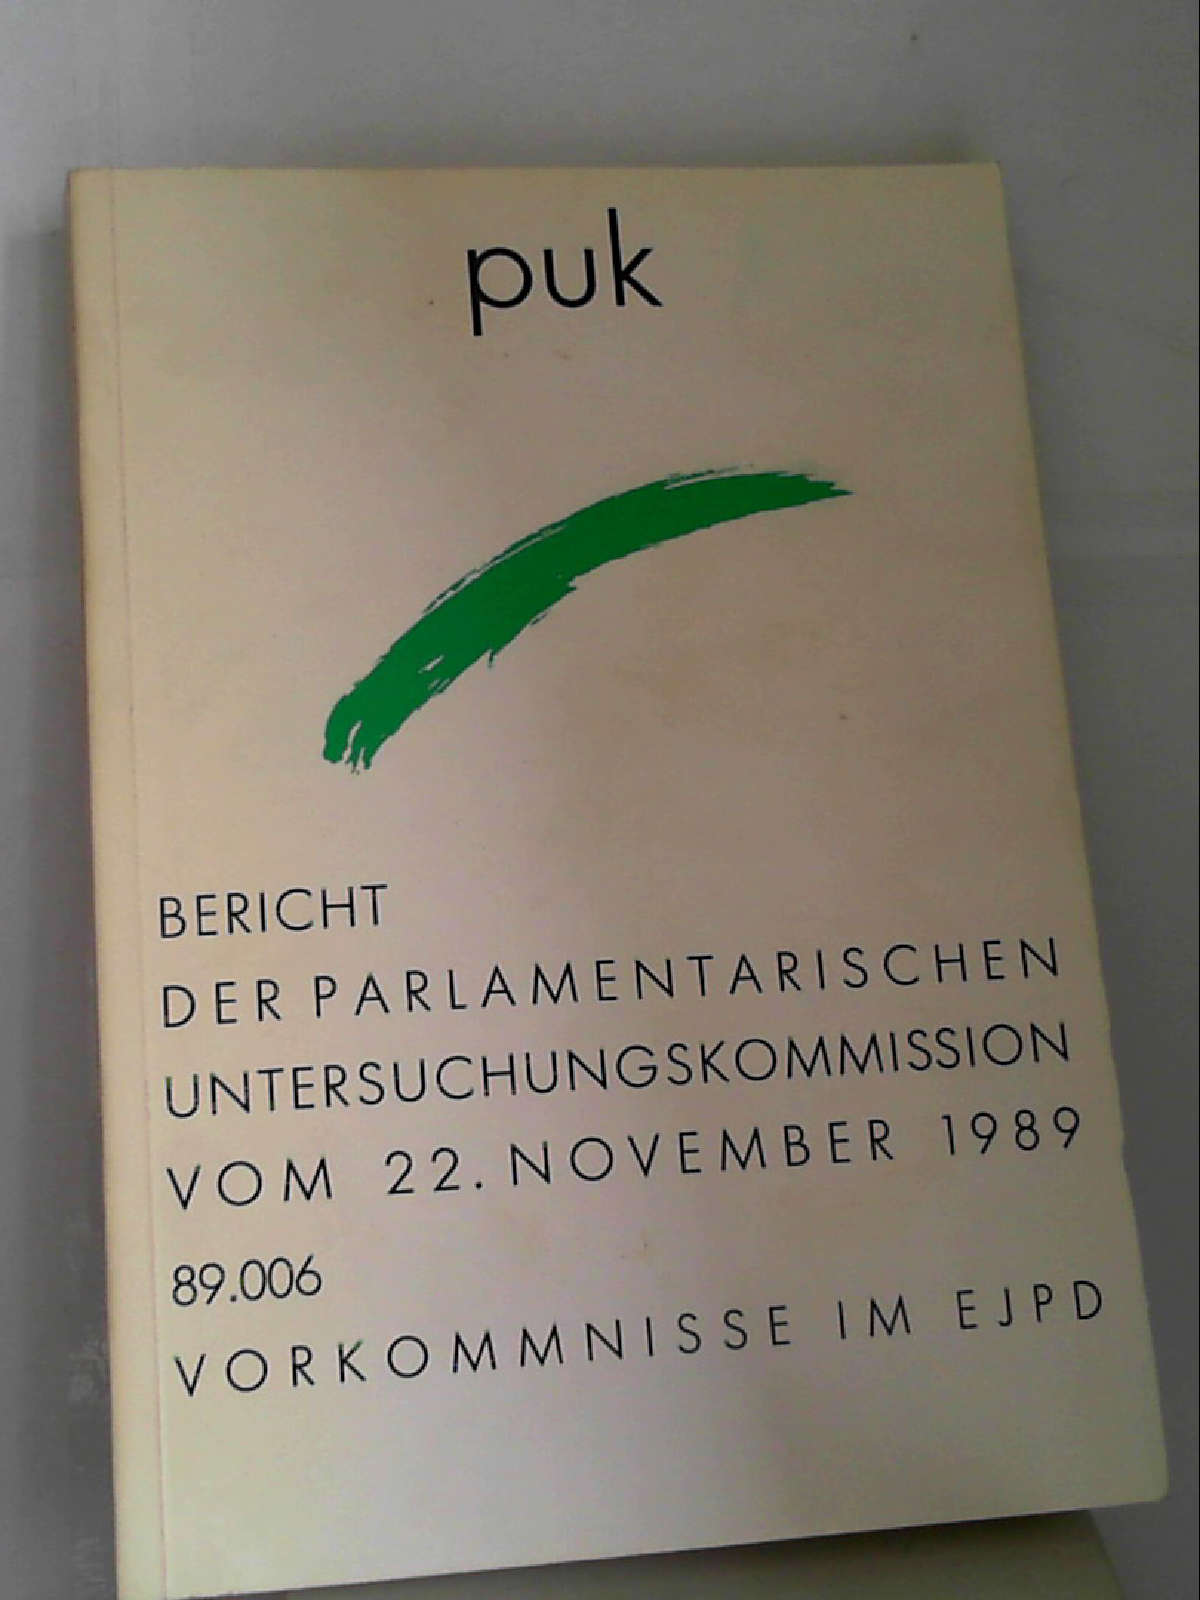 puk
BERICHT
DER PARLAMENTARISCHEN
UNTERSUCHUNGSKOMMISSION
VOM 22. NOVEMBER 1989
89.006
VORKOMMNISSE IM EJPD